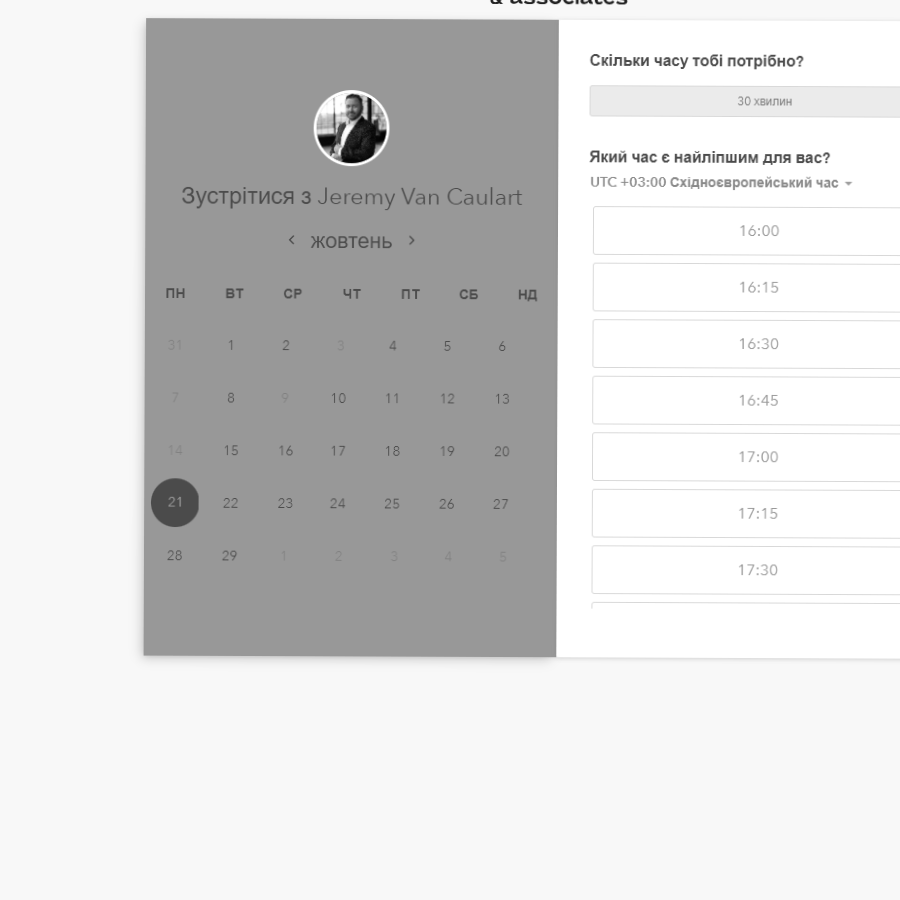 & associates
Зустрітися з Jeremy Van Caulart
жовтень
ПН ВТ СР ЧТ ПТ СБ НД
31 1 2 3 4 5 6
7 8 9 10 11 12 13
14 15 16 17 18 19 20
21 22 23 24 25 26 27
28 29 1 2 3 4 5
Скільки часу тобі потрібно?
30 хвилин
Який час є найліпшим для вас?
UTC +03:00 Східноєвропейський час
16:00
16:15
16:30
16:45
17:00
17:15
17:30